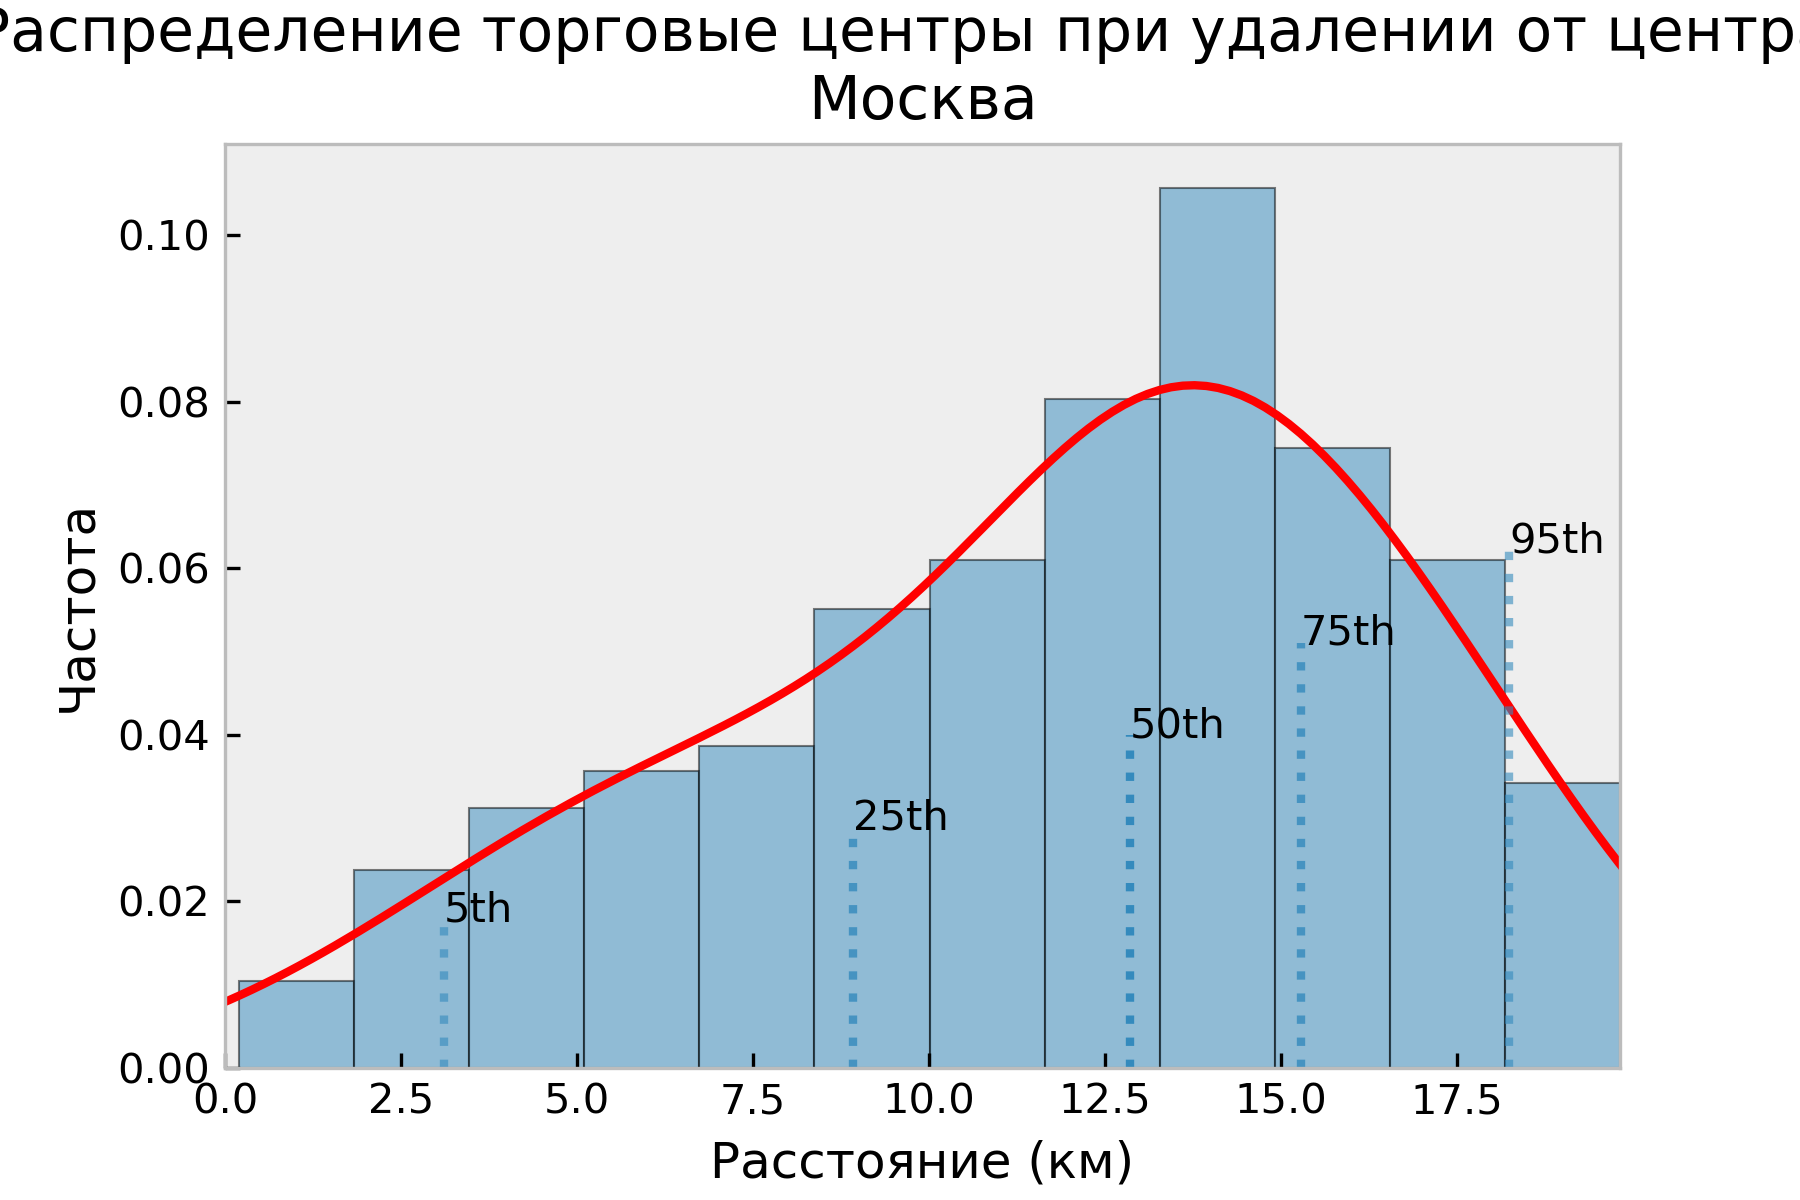 Распределение торговые центры при удалении от центра
Москва
0.10
0.08
0.06
0.04
0.02
0.00
Частота
95th
75th
50th
25th
5th
0.0 2.5 5.0 7.5 10.0 12.5 15.0 17.5
Расстояние (км)